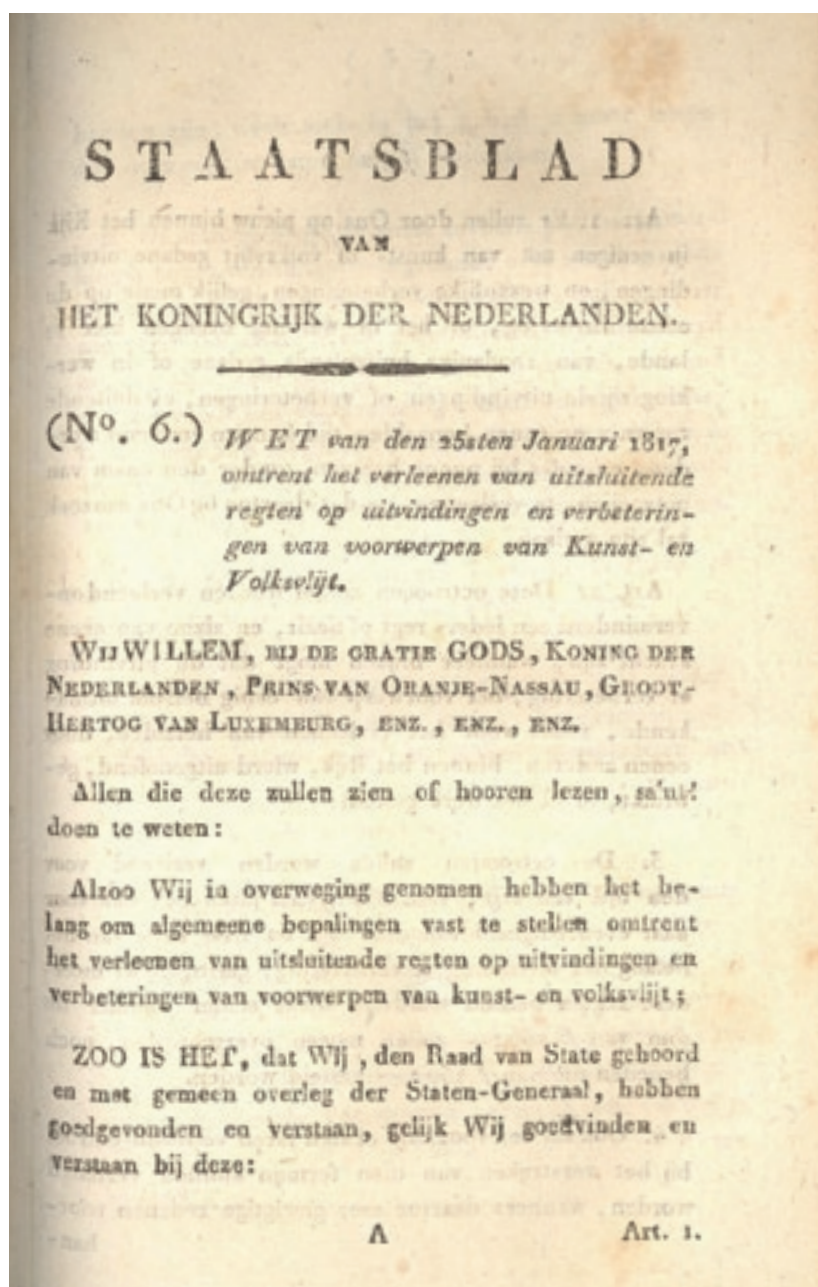 STAATSBLAD
VAN
HET KONINGRIJK DER NEDERLANDEN.
(No. 6.) WET van den 25sten Januari 1817,
omtrent het verleenen van uitsluitende
regten op uitvindingen en verbeterin-
gen van voorwerpen van Kunst- en
Volksvlijt.
WIJ WILLEM, BIJ DE GRATIE GODS, KONING DER
NEDERLANDEN, PRINS VAN ORANJE-NASSAU, GROOT-
HERTOG VAN LUXEMBURG, ENZ., ENZ., ENZ.
Allen die deze zullen zien of hooren lezen, salut!
doen te weten:
Alzoo Wij in overweging genomen hebben het be-
lang om algemeene bepalingen vast te stellen omtrent
het verleenen van uitsluitende regten op uitvindingen en
verbeteringen van voorwerpen van kunst- en volksvlijt;
ZOO IS HET, dat Wij, den Raad van State gehoord
en met gemeen overleg der Staten-Generaal, hebben
goedgevonden en verstaan, gelijk Wij goedvinden en
verstaan bij deze:
A Art. 1.